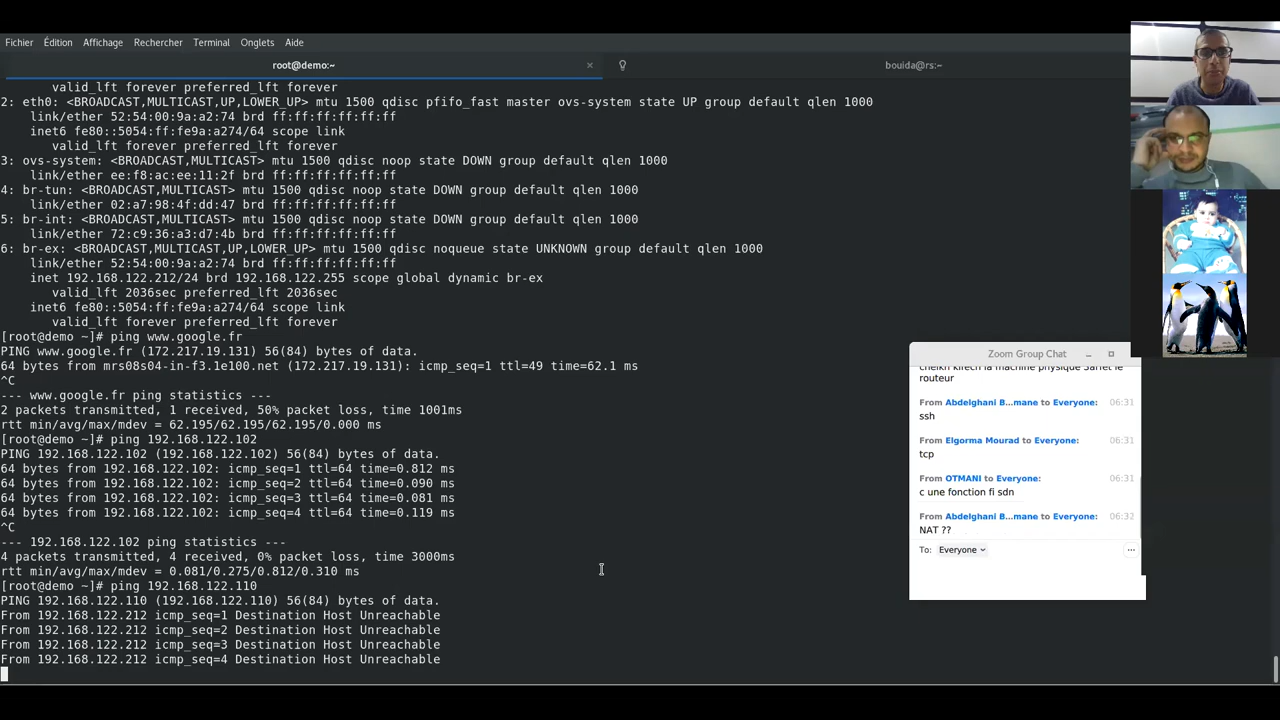 Fichier Édition Affichage Rechercher Terminal Onglets Aide
root@demo:~ ×
bouida@rs:~
valid_lft forever preferred_lft forever
2: eth0: <BROADCAST,MULTICAST,UP,LOWER_UP> mtu 1500 qdisc pfifo_fast master ovs-system state UP group default qlen 1000
link/ether 52:54:00:9a:a2:74 brd ff:ff:ff:ff:ff:ff
inet6 fe80::5054:ff:fe9a:a274/64 scope link
valid_lft forever preferred_lft forever
3: ovs-system: <BROADCAST,MULTICAST> mtu 1500 qdisc noop state DOWN group default qlen 1000
link/ether ee:f8:ac:ee:11:2f brd ff:ff:ff:ff:ff:ff
4: br-tun: <BROADCAST,MULTICAST> mtu 1500 qdisc noop state DOWN group default qlen 1000
link/ether 02:a7:98:4f:dd:47 brd ff:ff:ff:ff:ff:ff
5: br-int: <BROADCAST,MULTICAST> mtu 1500 qdisc noop state DOWN group default qlen 1000
link/ether 72:c9:36:a3:d7:4b brd ff:ff:ff:ff:ff:ff
6: br-ex: <BROADCAST,MULTICAST,UP,LOWER_UP> mtu 1500 qdisc noqueue state UNKNOWN group default qlen 1000
link/ether 52:54:00:9a:a2:74 brd ff:ff:ff:ff:ff:ff
inet 192.168.122.212/24 brd 192.168.122.255 scope global dynamic br-ex
valid_lft 2036sec preferred_lft 2036sec
inet6 fe80::5054:ff:fe9a:a274/64 scope link
valid_lft forever preferred_lft forever
[root@demo ~]# ping www.google.fr
PING www.google.fr (172.217.19.131) 56(84) bytes of data.
64 bytes from mrs08s04-in-f3.1e100.net (172.217.19.131): icmp_seq=1 ttl=49 time=62.1 ms
^C
--- www.google.fr ping statistics ---
2 packets transmitted, 1 received, 50% packet loss, time 1001ms
rtt min/avg/max/mdev = 62.195/62.195/62.195/0.000 ms
[root@demo ~]# ping 192.168.122.102
PING 192.168.122.102 (192.168.122.102) 56(84) bytes of data.
64 bytes from 192.168.122.102: icmp_seq=1 ttl=64 time=0.812 ms
64 bytes from 192.168.122.102: icmp_seq=2 ttl=64 time=0.091 ms
64 bytes from 192.168.122.102: icmp_seq=3 ttl=64 time=0.081 ms
64 bytes from 192.168.122.102: icmp_seq=4 ttl=64 time=0.119 ms
^C
--- 192.168.122.102 ping statistics ---
4 packets transmitted, 4 received, 0% packet loss, time 3000ms
rtt min/avg/max/mdev = 0.081/0.275/0.812/0.310 ms
[root@demo ~]# ping 192.168.122.110
PING 192.168.122.110 (192.168.122.110) 56(84) bytes of data.
From 192.168.122.212 icmp_seq=1 Destination Host Unreachable
From 192.168.122.212 icmp_seq=2 Destination Host Unreachable
From 192.168.122.212 icmp_seq=3 Destination Host Unreachable
From 192.168.122.212 icmp_seq=4 Destination Host Unreachable
Zoom Group Chat
cheikh kifech la machine physique 3arfet le
routeur
From Abdelghani B...mane to Everyone: 06:31
ssh
From Elgorma Mourad to Everyone: 06:31
tcp
From OTMANI to Everyone: 06:31
c une fonction fi sdn
From Abdelghani B...mane to Everyone: 06:32
NAT ??
To: Everyone